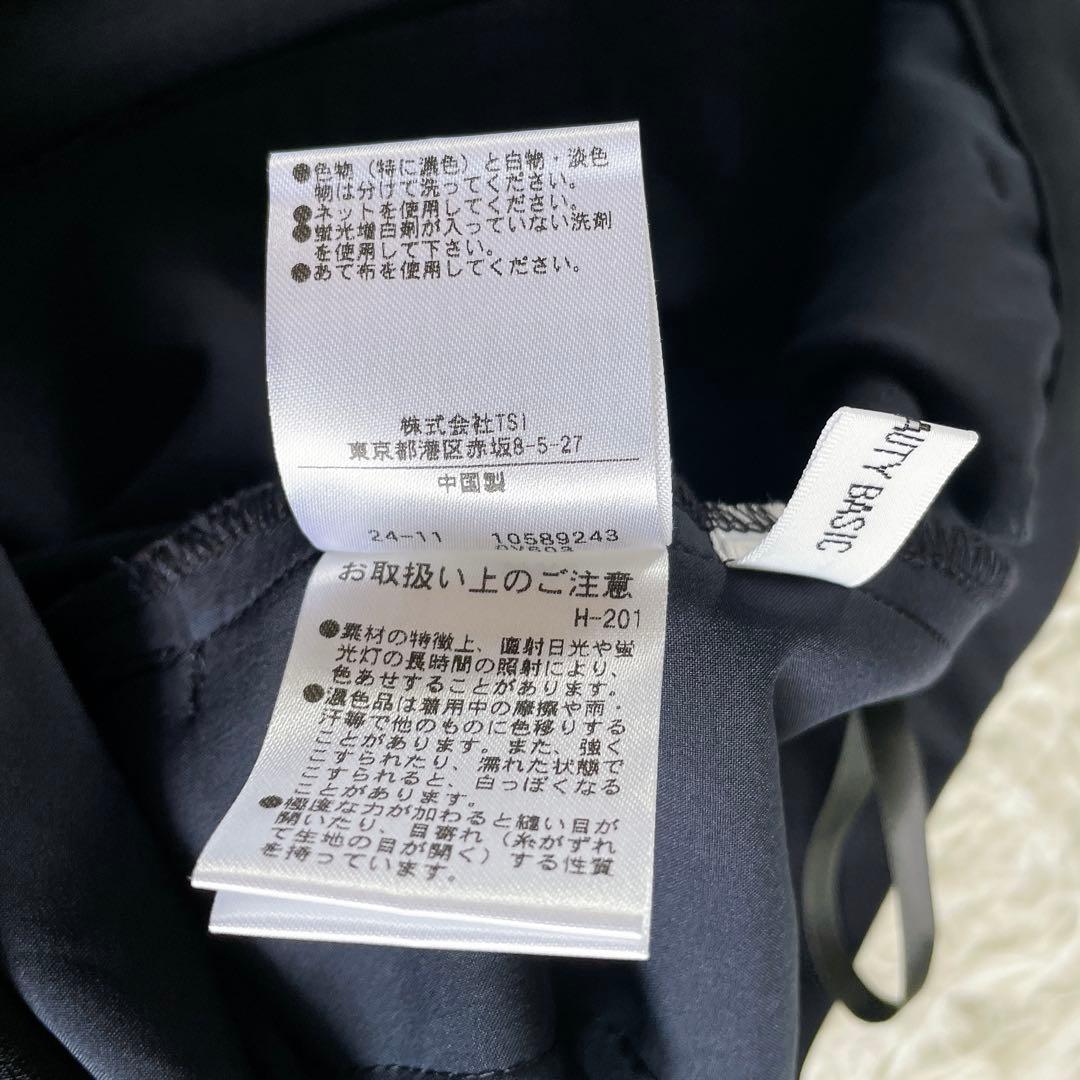 ●色物（特に濃色）と白物・淡色
物は分けて洗ってください。
●ネットを使用してください。
●蛍光増白剤が入っていない洗剤
を使用して下さい。
●あて布を使用してください。
株式会社TSI
東京都港区赤坂8-5-27
中国製
24-11 10589243
お取扱い上のご注意
H-201
●素材の特徴上、直射日光や蛍
光灯の長時間の照射により、
色あせすることがあります。
●濃色品は着用中の摩擦や雨・
汗等で他のものに色移りする
ことがあります。また、強く
こすられたり、濡れた状態で
こすられると、白っぽくなる
ことがあります。
●極度な力が加わると縫い目が
開いたり、目寄れ（糸がずれ
て生地の目が開く）する性質
を持っています。
AUTY BASIC